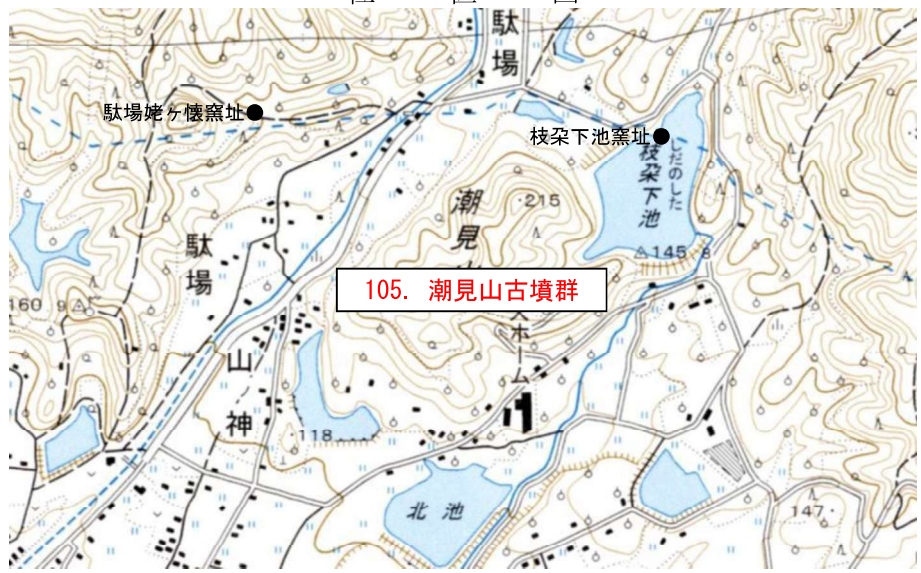 駄場
駄場姥ヶ懐窯址●
枝朶下池窯址●
しだのした
枝朶下池
潮見
・215
145.8
駄場
105. 潮見山古墳群
160.9
ホーム
山神
・118
北池
147・